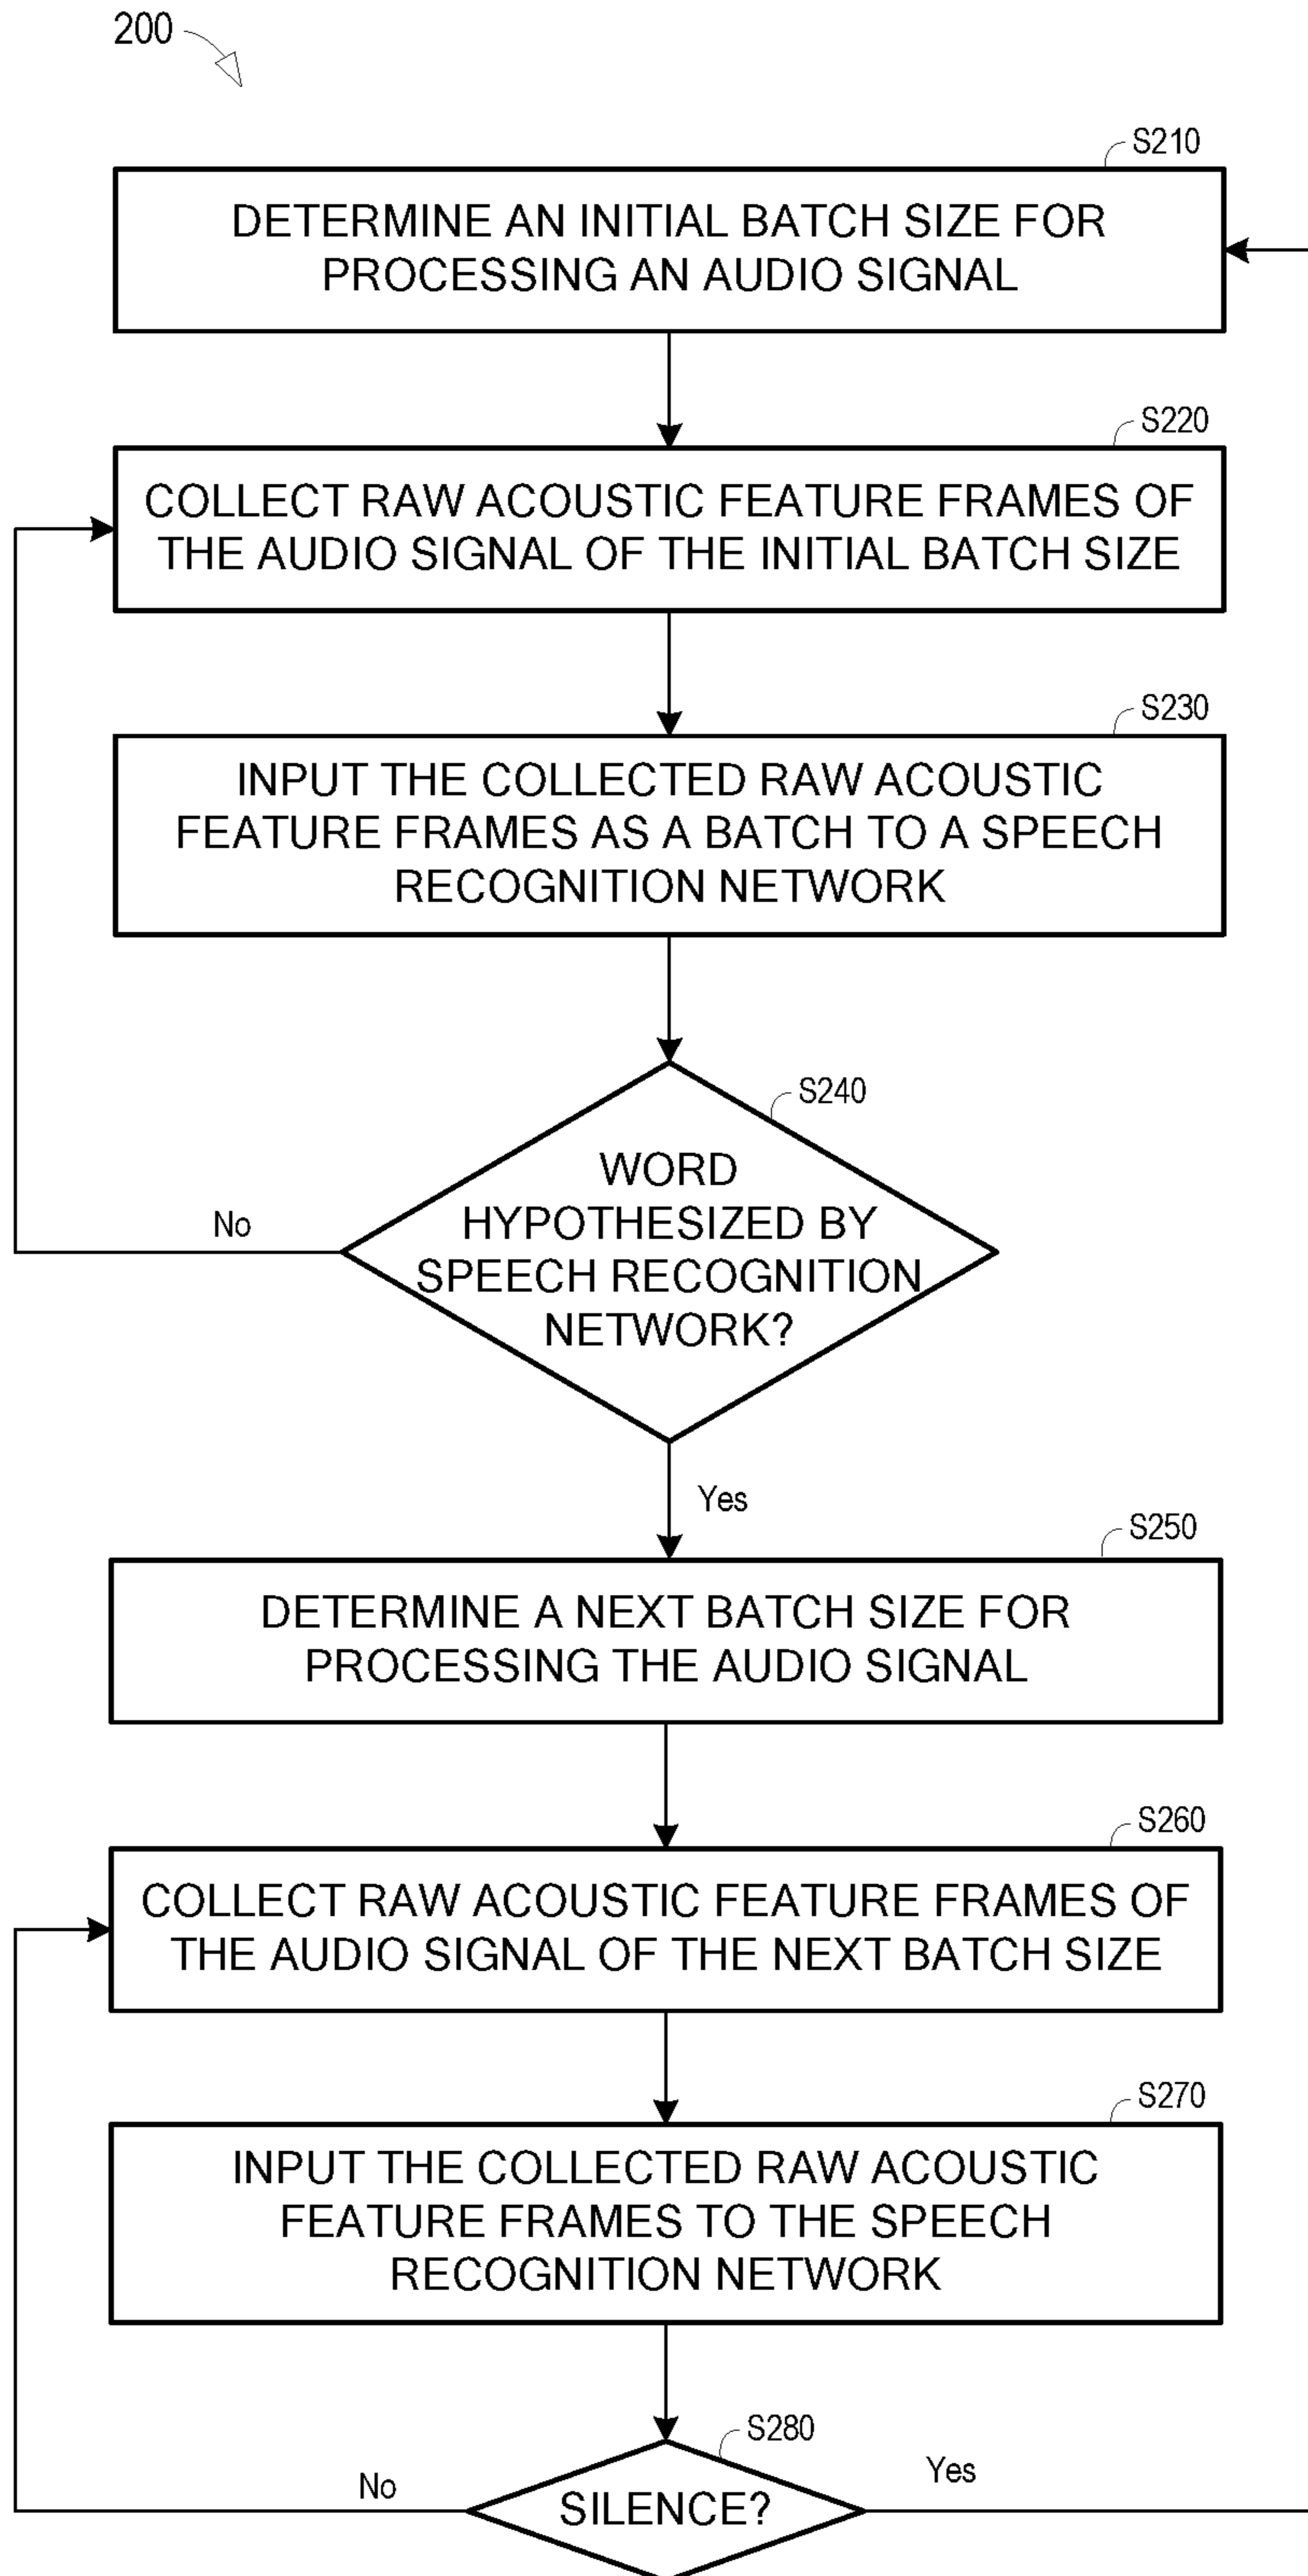 200
S210
DETERMINE AN INITIAL BATCH SIZE FOR
PROCESSING AN AUDIO SIGNAL
S220
COLLECT RAW ACOUSTIC FEATURE FRAMES OF
THE AUDIO SIGNAL OF THE INITIAL BATCH SIZE
S230
INPUT THE COLLECTED RAW ACOUSTIC
FEATURE FRAMES AS A BATCH TO A SPEECH
RECOGNITION NETWORK
S240
WORD
HYPOTHESIZED BY
SPEECH RECOGNITION
NETWORK?
No
Yes
S250
DETERMINE A NEXT BATCH SIZE FOR
PROCESSING THE AUDIO SIGNAL
S260
COLLECT RAW ACOUSTIC FEATURE FRAMES OF
THE AUDIO SIGNAL OF THE NEXT BATCH SIZE
S270
INPUT THE COLLECTED RAW ACOUSTIC
FEATURE FRAMES TO THE SPEECH
RECOGNITION NETWORK
S280
No
Yes
SILENCE?